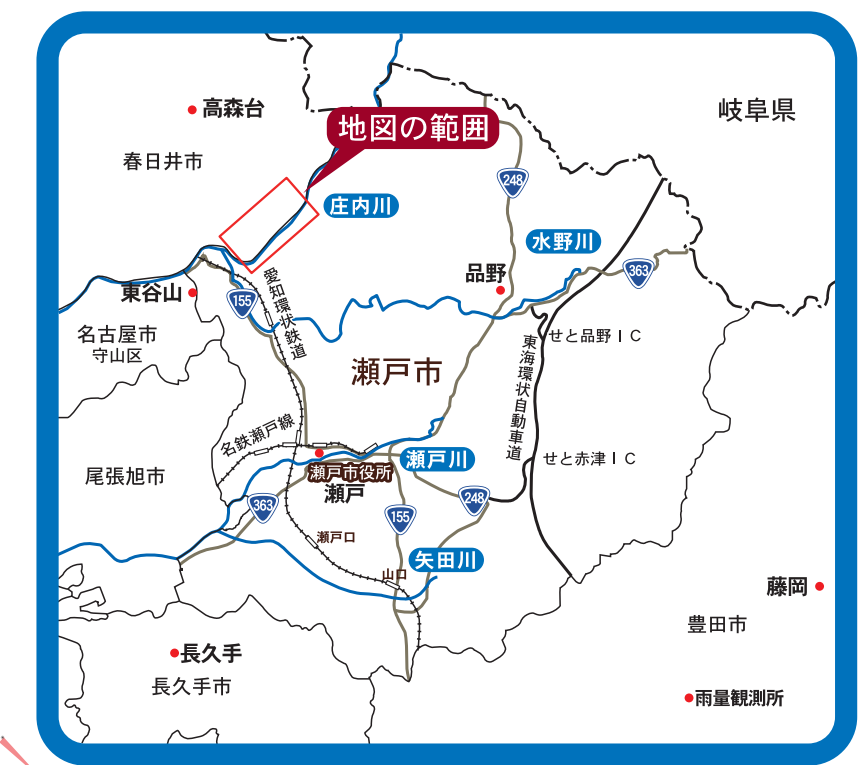 高森台
岐阜県
地図の範囲
春日井市
248
庄内川
水野川
363
品野
東谷山
155
愛知環状鉄道
名古屋市
守山区
せと品野IC
東海環状自動車道
瀬戸市
名鉄瀬戸線
瀬戸川
せと赤津IC
尾張旭市
瀬戸市役所
瀬戸
363
248
155
瀬戸口
矢田川
山口
藤岡
豊田市
長久手
長久手市
雨量観測所